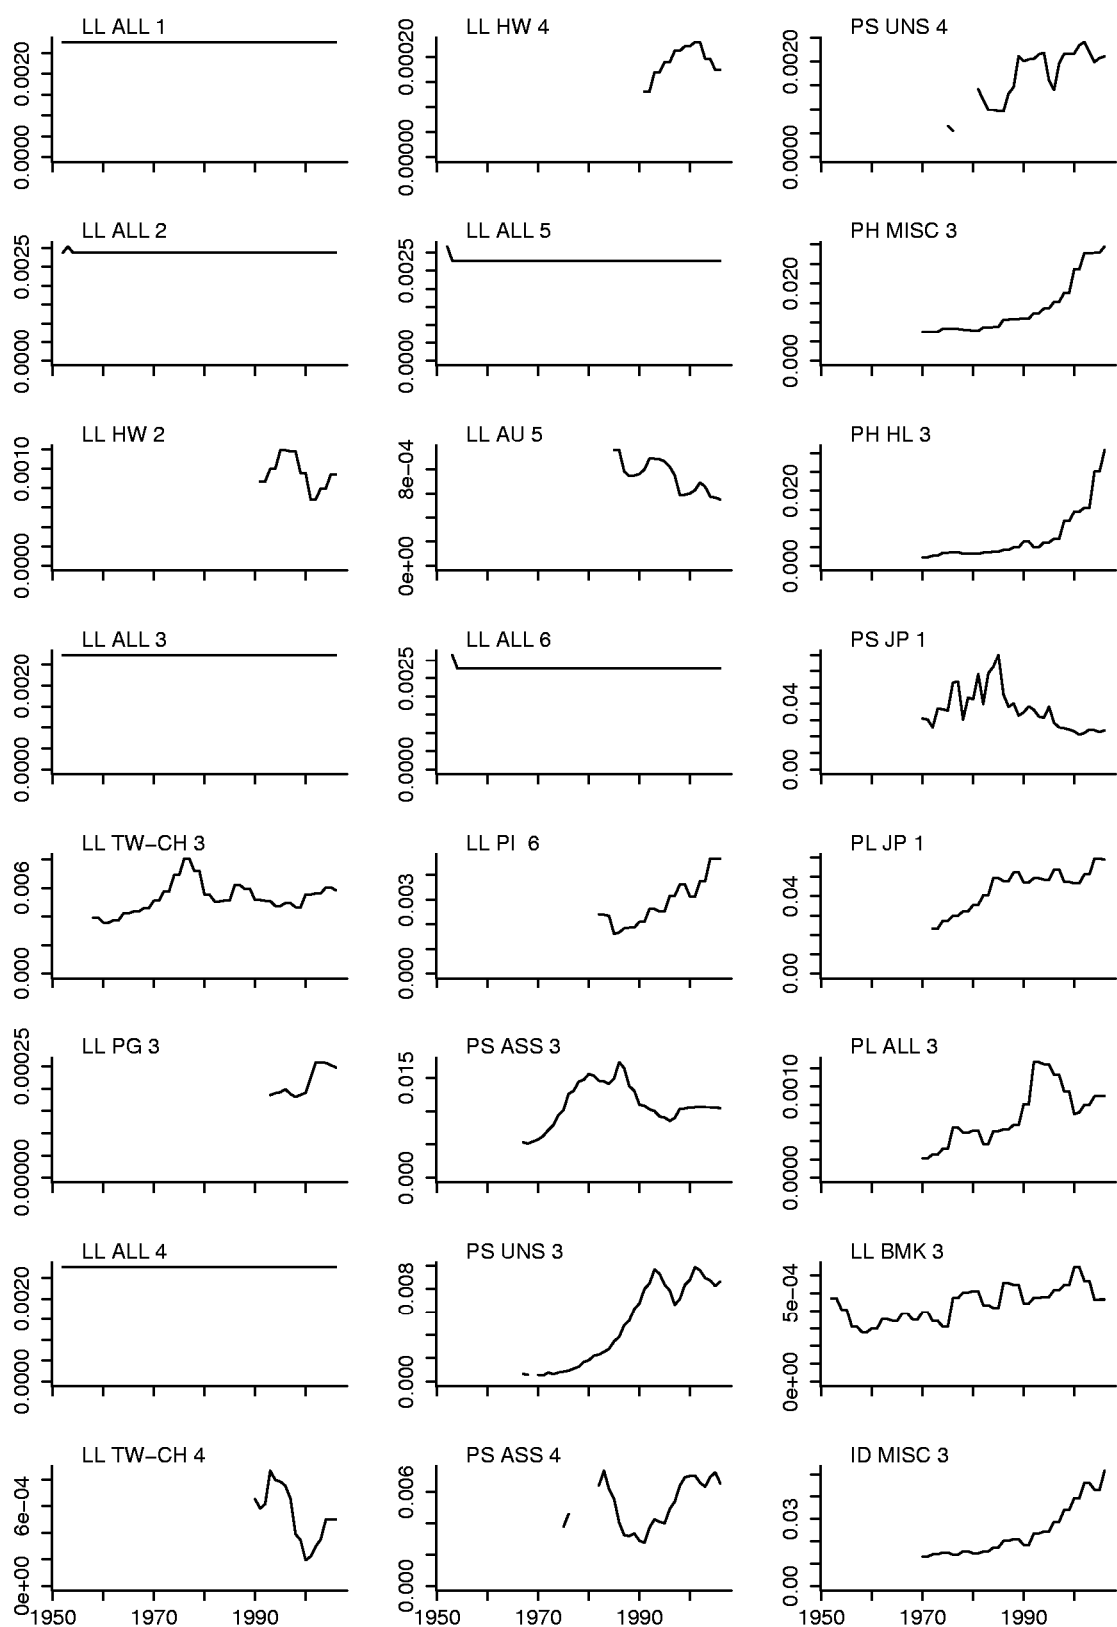 LL ALL 1
0.0020
0.0000
LL HW 4
0.00020
0.00000
PS UNS 4
0.0020
0.0000
LL ALL 2
0.0025
0.0000
LL ALL 5
0.0025
0.0000
PH MISC 3
0.020
0.000
LL HW 2
0.0010
0.0000
LL AU 5
8e−04
0e+00
PH HL 3
0.020
0.000
LL ALL 3
0.0020
0.0000
LL ALL 6
0.0025
0.0000
PS JP 1
0.04
0.00
LL TW−CH 3
0.006
0.000
LL PI 6
0.003
0.000
PL JP 1
0.04
0.00
LL PG 3
0.00025
0.00000
PS ASS 3
0.015
0.000
PL ALL 3
0.0010
0.0000
LL ALL 4
0.0020
0.0000
PS UNS 3
0.008
0.000
LL BMK 3
5e−04
0e+00
LL TW−CH 4
6e−04
0e+00
PS ASS 4
0.006
0.000
ID MISC 3
0.03
0.00
1950 1970 1990
1950 1970 1990
1950 1970 1990